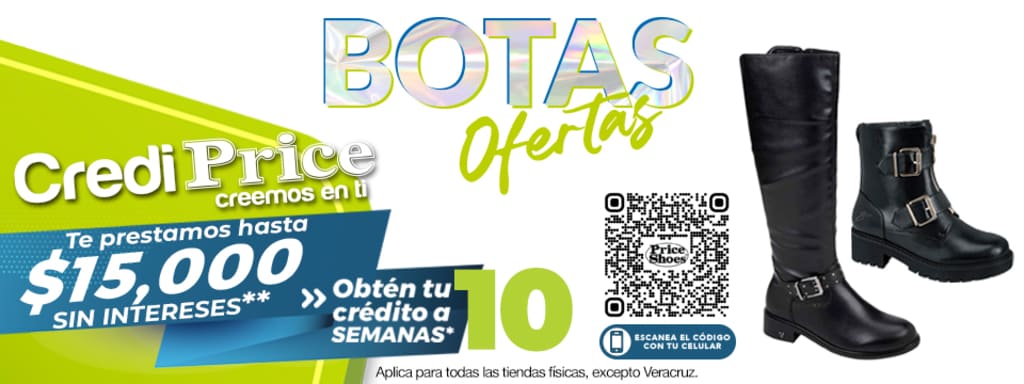 BOTAS
Ofertas
Credi Price
creemos en ti
Te prestamos hasta
$15,000
SIN INTERESES**
» Obtén tu
crédito a
SEMANAS*
10
Price
Shoes
ESCANEA EL CÓDIGO
CON TU CELULAR
Aplica para todas las tiendas físicas, excepto Veracruz.